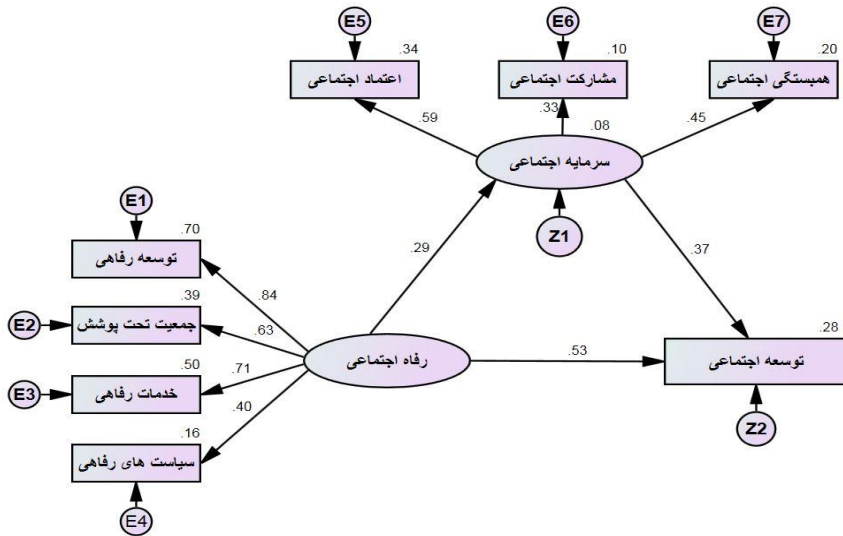 E5
E6
E7
.34
.10
.20
اعتماد اجتماعی
مشارکت اجتماعی
همبستگی اجتماعی
.59
.33
.08
.45
سرمایه اجتماعی
E1
Z1
.70
.29
.37
توسعه رفاهی
.39
.84
E2
جمعیت تحت پوشش
.63
.28
.50
رفاه اجتماعی
.53
توسعه اجتماعی
E3
خدمات رفاهی
.71
.16
.40
Z2
سیاست های رفاهی
E4